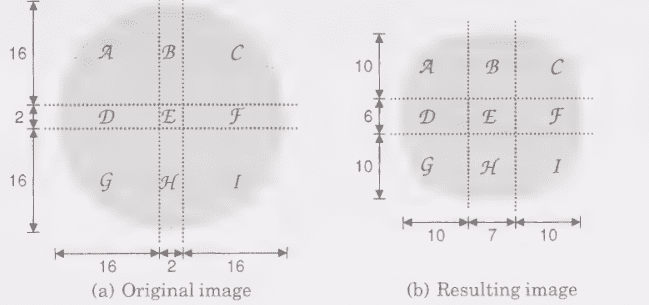 16
A B C
2
D E F
16
G H I
16 2 16
(a) Original image
10
A B C
6
D E F
10
G H I
10 7 10
(b) Resulting image